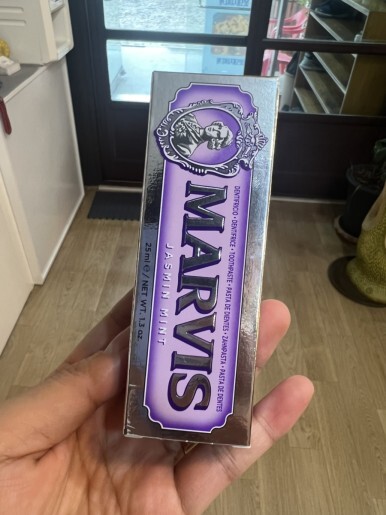 DENTIFRICO • DENTIFRICE • TOOTHPASTE • PASTA DE DIENTES • ZAHNPASTA • PASTA DE DENTES
MARVIS
JASMIN MINT
25 ml ℮ / NET WT. 1.3 OZ